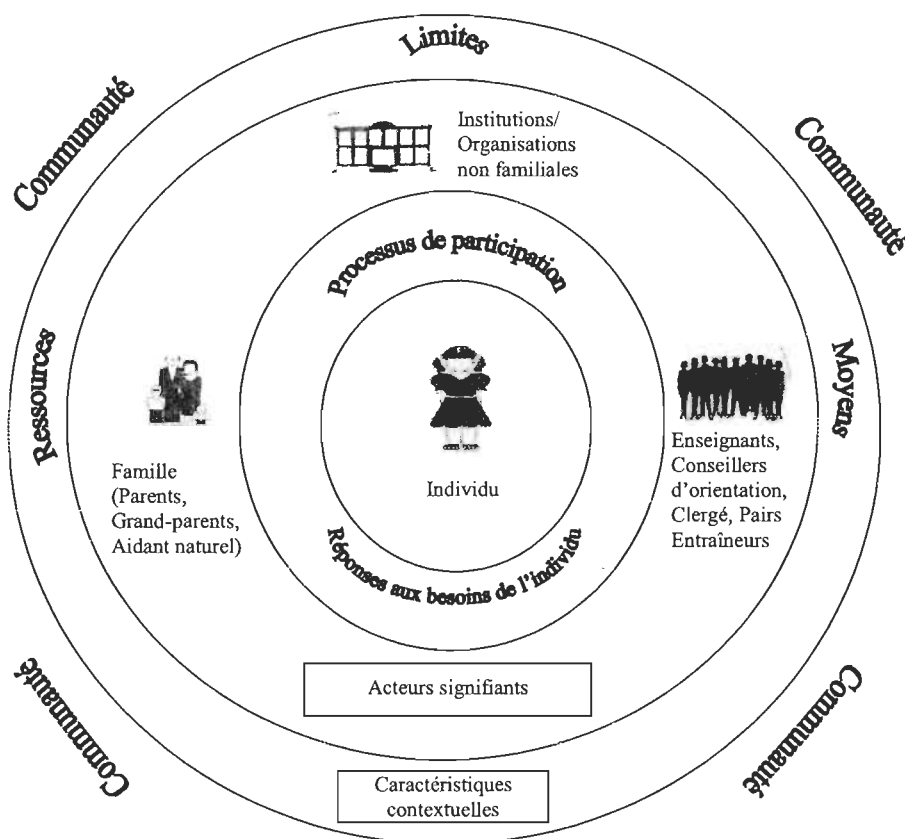 Limites
Communauté
Communauté
Institutions/
Organisations
non familiales
Processus de participation
Ressources
Moyens
Famille
(Parents,
Grand-parents,
Aidant naturel)
Individu
Enseignants,
Conseillers
d'orientation,
Clergé, Pairs
Entraîneurs
Réponses aux besoins de l'individu
Acteurs signifiants
Communauté
Communauté
Caractéristiques
contextuelles